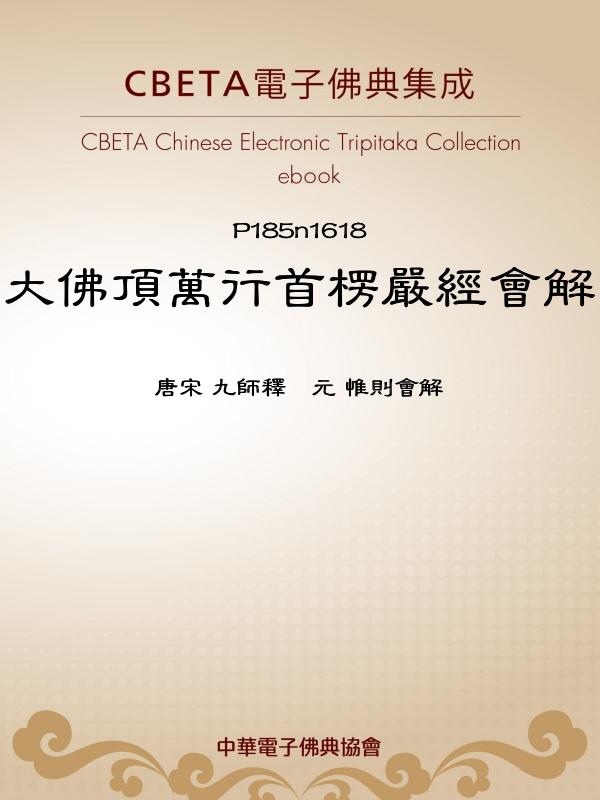 CBETA電子佛典集成
CBETA Chinese Electronic Tripitaka Collection
ebook
P185n1618
大佛頂萬行首楞嚴經會解
唐宋 九師釋　元 惟則會解
中華電子佛典協會